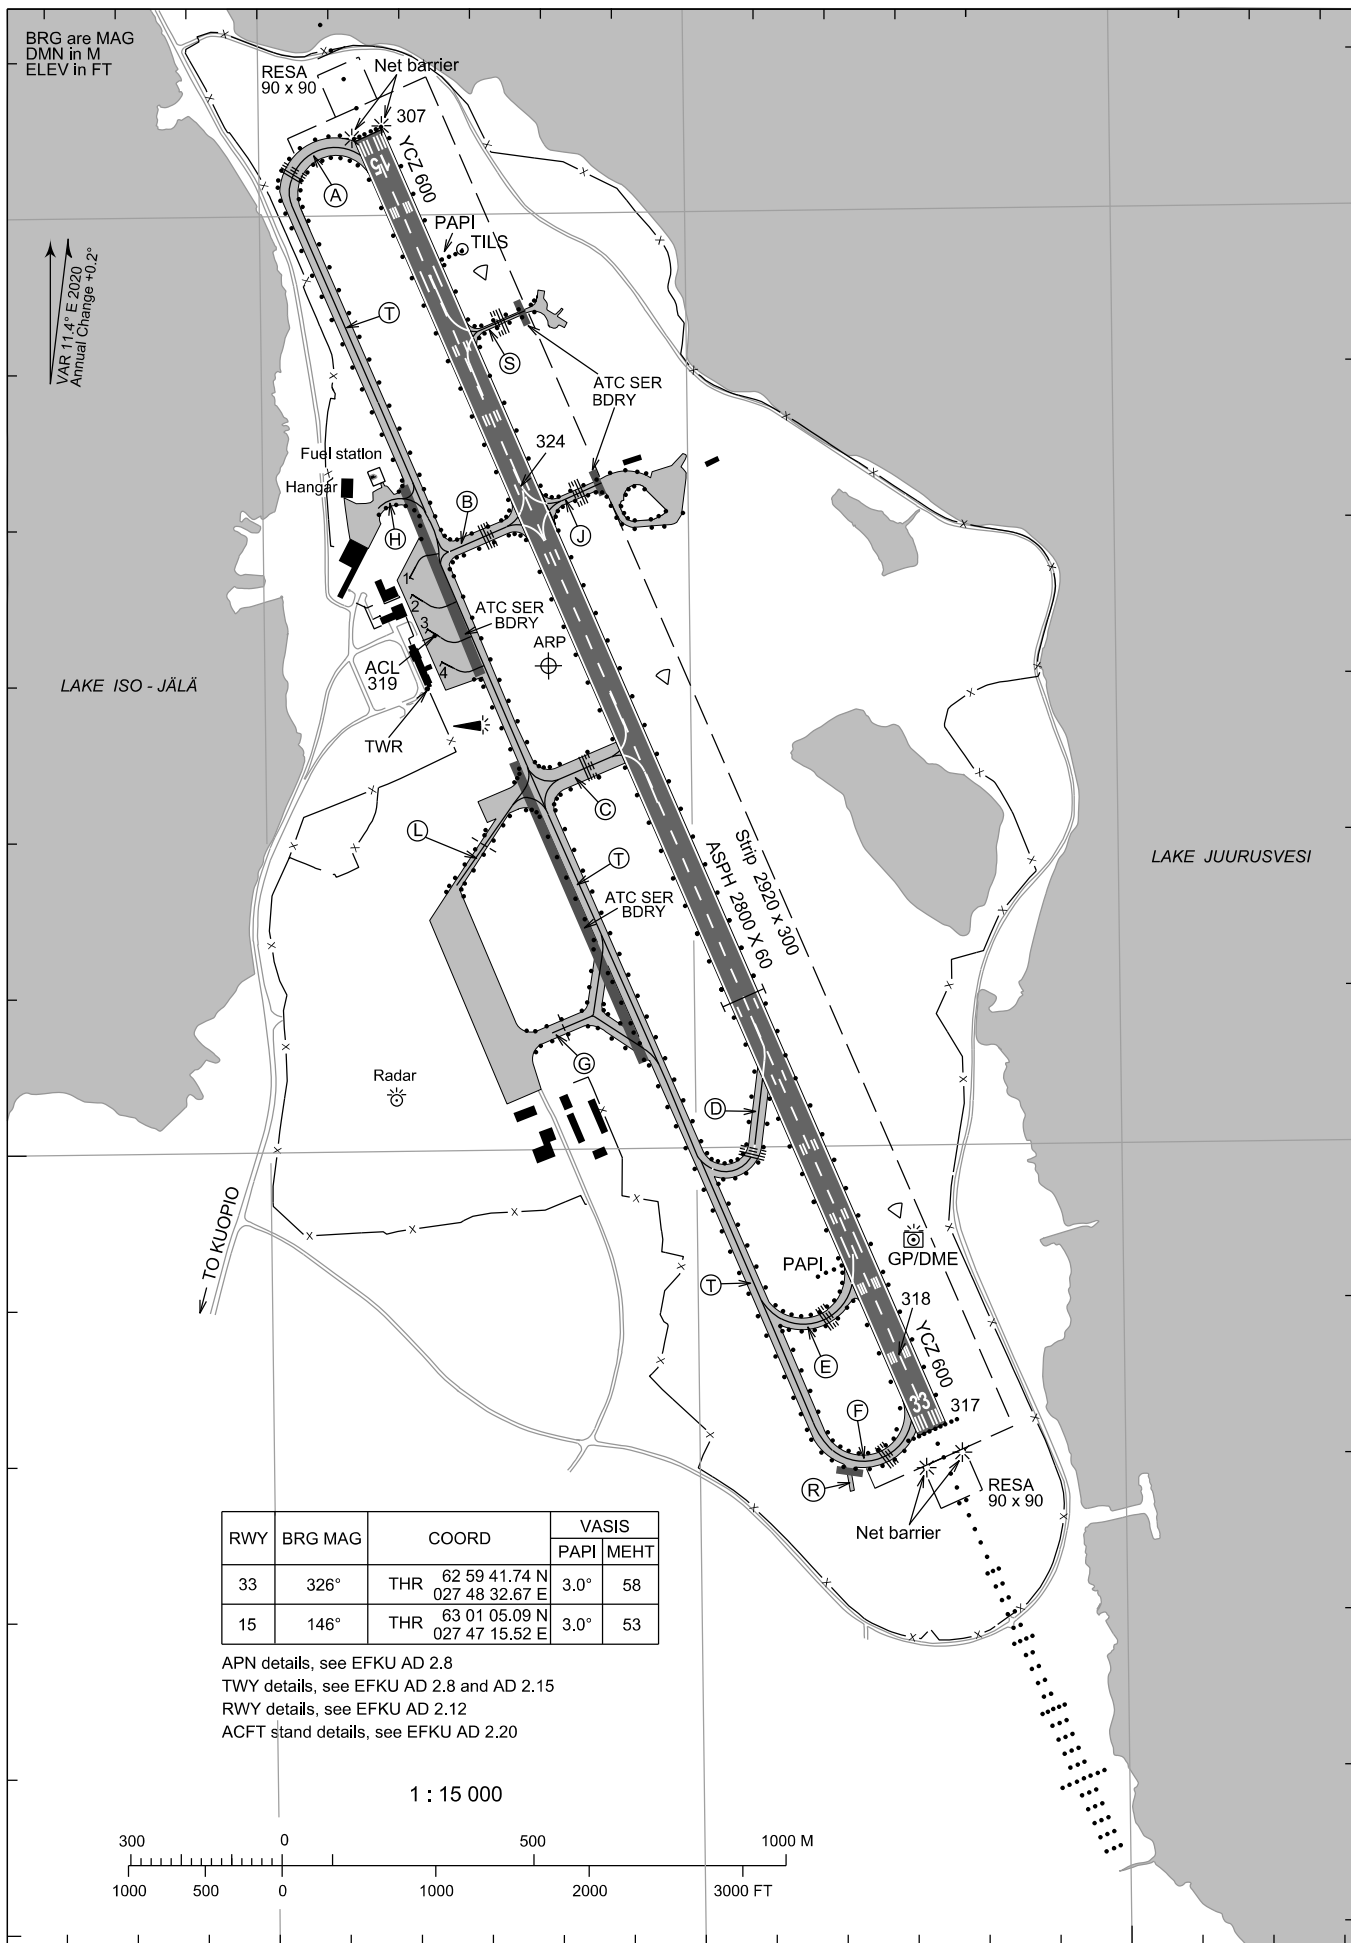 BRG are MAG
DMN in M
ELEV in FT
RESA
90 x 90
Net barrier
307
15
YCZ 600
A
PAPI
TILS
VAR 11.4° E 2020
Annual Change +0.2°
T
S
ATC SER
BDRY
324
Fuel station
Hangar
B
H
J
1
2
3
4
ATC SER
BDRY
ARP
ACL
319
TWR
LAKE ISO - JÄLÄ
C
L
T
Strip 2920 x 300
ASPH 2800 X 60
LAKE JUURUSVESI
ATC SER
BDRY
G
Radar
D
TO KUOPIO
GP/DME
PAPI
T
318
YCZ 600
E
33
317
F
R
RESA
90 x 90
Net barrier
RWY BRG MAG COORD VASIS
PAPI MEHT
33 326° THR 62 59 41.74 N 3.0° 58
027 48 32.67 E
15 146° THR 63 01 05.09 N 3.0° 53
027 47 15.52 E
APN details, see EFKU AD 2.8
TWY details, see EFKU AD 2.8 and AD 2.15
RWY details, see EFKU AD 2.12
ACFT stand details, see EFKU AD 2.20
1 : 15 000
300 0 500 1000 M
1000 500 0 1000 2000 3000 FT